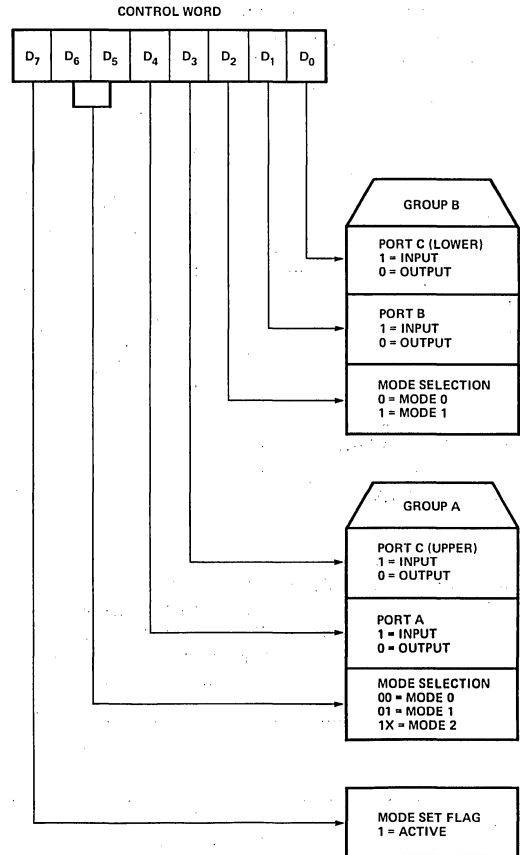 CONTROL WORD
D7 D6 D5 D4 D3 D2 D1 D0
GROUP B
PORT C (LOWER)
1 = INPUT
0 = OUTPUT
PORT B
1 = INPUT
0 = OUTPUT
MODE SELECTION
0 = MODE 0
1 = MODE 1
GROUP A
PORT C (UPPER)
1 = INPUT
0 = OUTPUT
PORT A
1 = INPUT
0 = OUTPUT
MODE SELECTION
00 = MODE 0
01 = MODE 1
1X = MODE 2
MODE SET FLAG
1 = ACTIVE